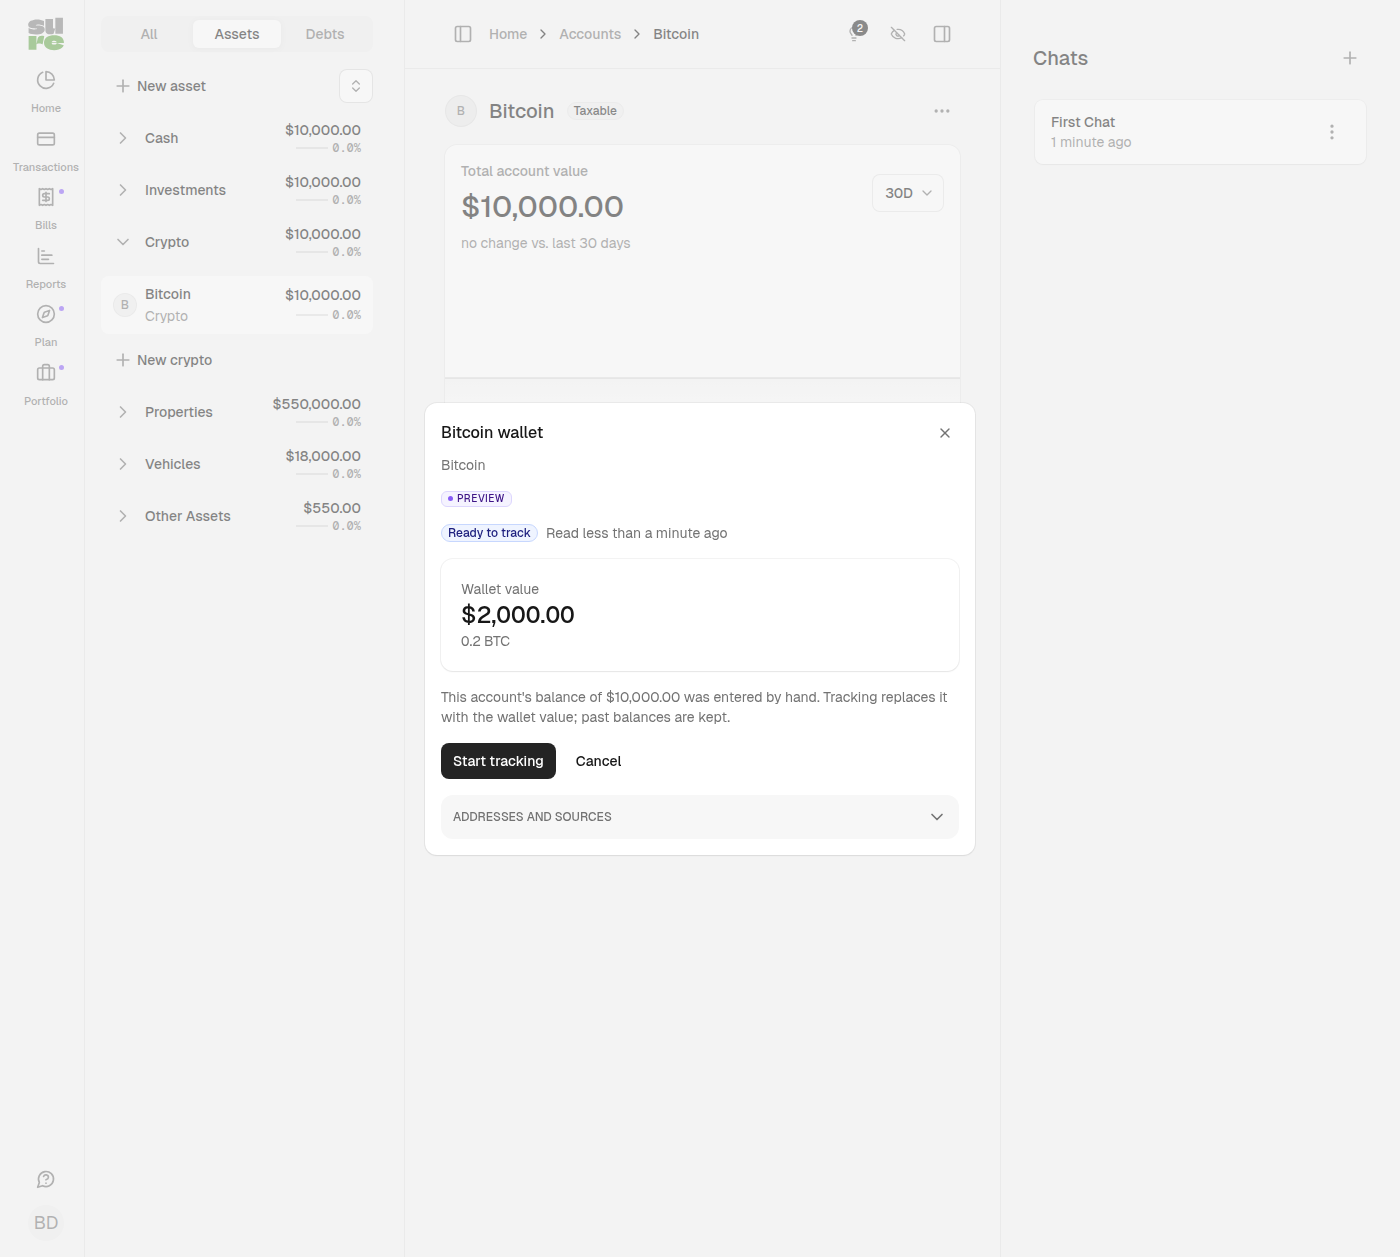 sure
Home
Transactions
Bills
Reports
Plan
Portfolio
BD
All
Assets
Debts
New asset
Cash
$10,000.00
0.0%
Investments
$10,000.00
0.0%
Crypto
$10,000.00
0.0%
B
Bitcoin
Crypto
$10,000.00
0.0%
New crypto
Properties
$550,000.00
0.0%
Vehicles
$18,000.00
0.0%
Other Assets
$550.00
0.0%
Home
Accounts
Bitcoin
2
B
Bitcoin
Taxable
Total account value
$10,000.00
no change vs. last 30 days
30D
Bitcoin wallet
Bitcoin
PREVIEW
Ready to track
Read less than a minute ago
Wallet value
$2,000.00
0.2 BTC
This account's balance of $10,000.00 was entered by hand. Tracking replaces it
with the wallet value; past balances are kept.
Start tracking
Cancel
ADDRESSES AND SOURCES
Chats
First Chat
1 minute ago